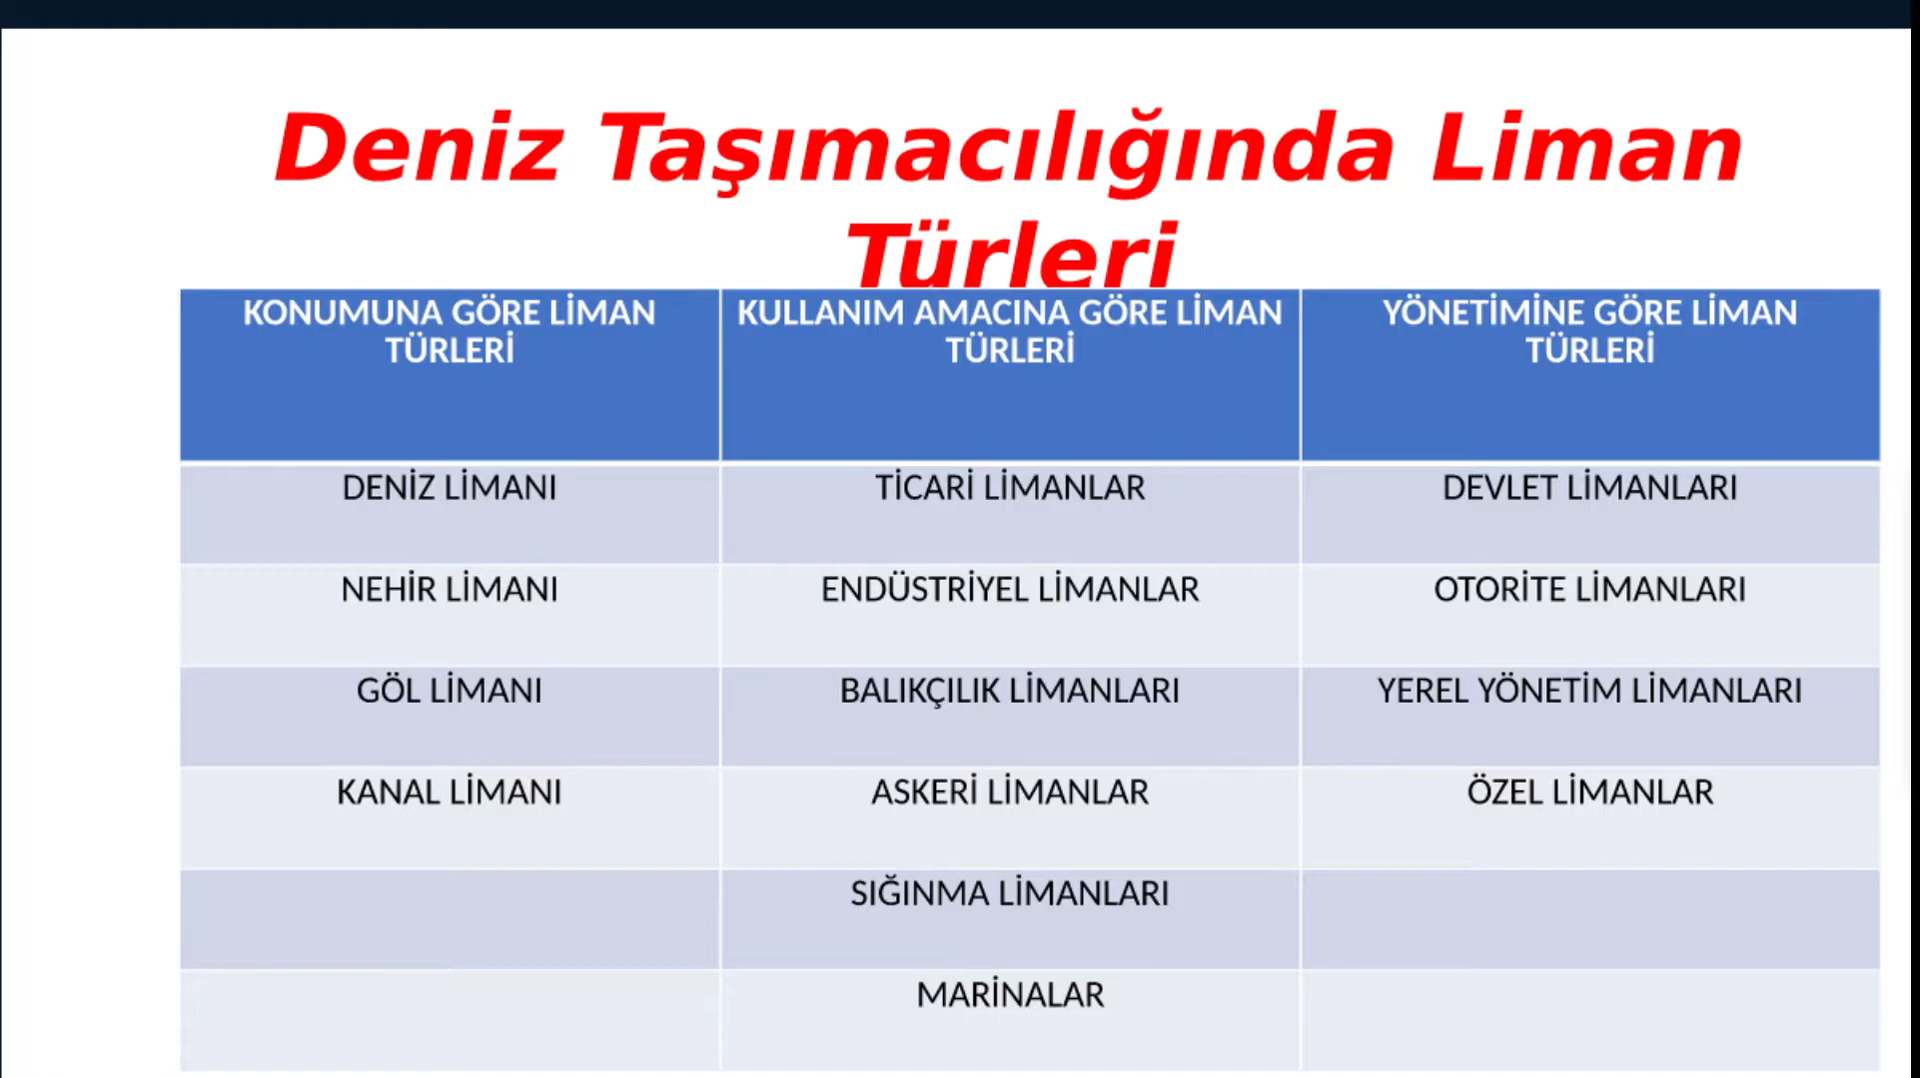 Deniz Taşımacılığında Liman
Türleri
KONUMUNA GÖRE LİMAN
TÜRLERİ
KULLANIM AMACINA GÖRE LİMAN
TÜRLERİ
YÖNETİMİNE GÖRE LİMAN
TÜRLERİ
DENİZ LİMANI
TİCARİ LİMANLAR
DEVLET LİMANLARI
NEHİR LİMANI
ENDÜSTRİYEL LİMANLAR
OTORİTE LİMANLARI
GÖL LİMANI
BALIKÇILIK LİMANLARI
YEREL YÖNETİM LİMANLARI
KANAL LİMANI
ASKERİ LİMANLAR
ÖZEL LİMANLAR
SIĞINMA LİMANLARI
MARİNALAR